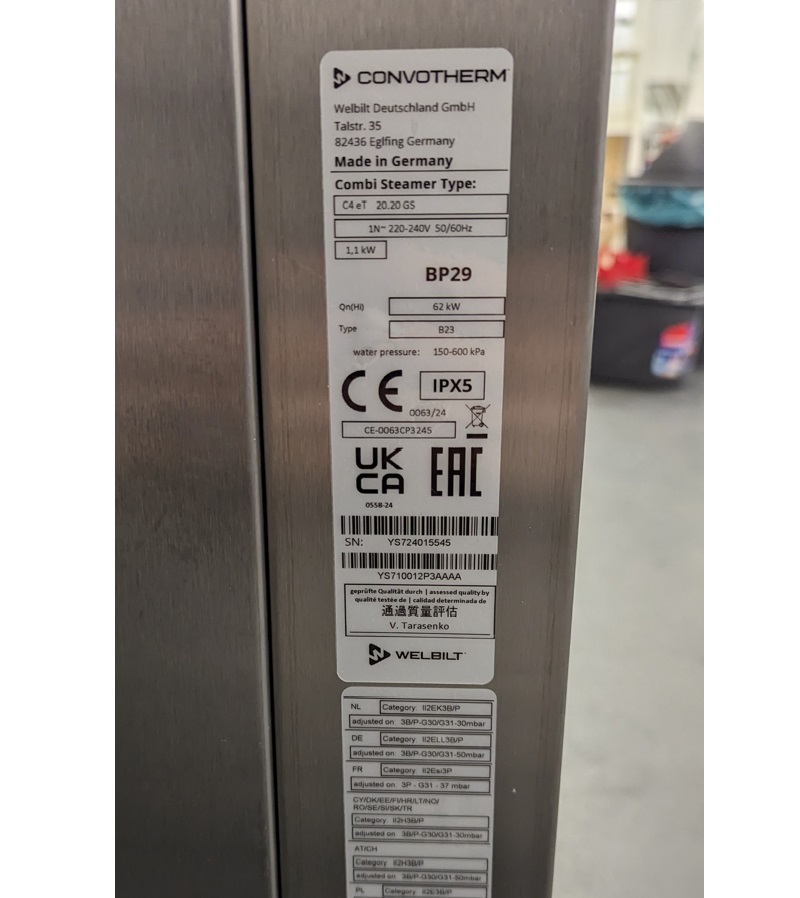 CONVOTHERM
Welbilt Deutschland GmbH
Talstr. 35
82436 Eglfing Germany
Made in Germany
Combi Steamer Type:
C4 eT 20.20 GS
1N~ 220-240V 50/60Hz
1,1 kW
BP29
Qn(Hi) 62 kW
Type B23
water pressure: 150-600 kPa
CE IPX5
0063/24
CE-0063CP3245
UK CA EAC
0558-24
SN: YS724015545
YS710012P3AAAA
geprüfte Qualität durch | assessed quality by
qualité testée de | calidad determinada de
通過質量評估
V. Tarasenko
WELBILT
NL Category: II2EK3B/P
adjusted on: 3B/P-G30/G31-30mbar
DE Category: II2ELL3B/P
adjusted on: 3B/P-G30/G31-50mbar
FR Category: II2Esi3P
adjusted on: 3P - G31 - 37 mbar
CY/DK/EE/FI/HR/LT/NO/
RO/SE/SI/SK/TR
Category: II2H3B/P
adjusted on: 3B/P-G30/G31-30mbar
AT/CH
Category: II2H3B/P
adjusted on: 3B/P-G30/G31-50mbar
PL Category: II2E3B/P